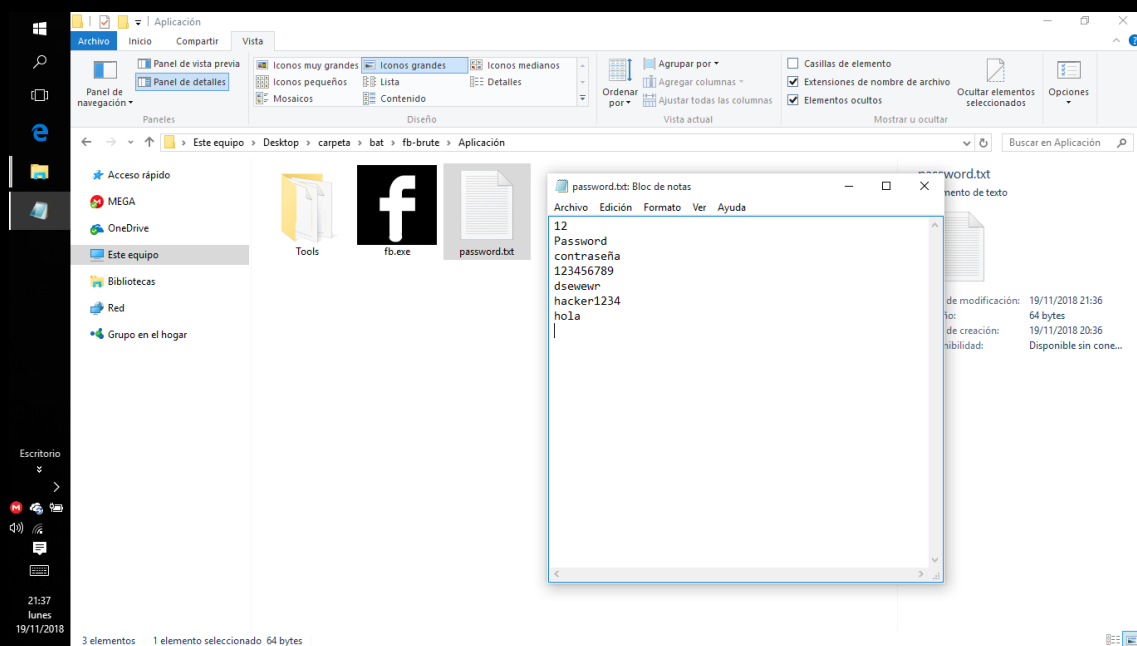 Aplicación
Archivo Inicio Compartir Vista
Panel de navegación
Panel de vista previa
Panel de detalles
Paneles
Iconos muy grandes Iconos grandes Iconos medianos
Iconos pequeños Lista Detalles
Mosaicos Contenido
Diseño
Ordenar por
Agrupar por
Agregar columnas
Ajustar todas las columnas
Vista actual
Casillas de elemento
Extensiones de nombre de archivo
Elementos ocultos
Ocultar elementos seleccionados
Mostrar u ocultar
Opciones
Este equipo > Desktop > carpeta > bat > fb-brute > Aplicación
Buscar en Aplicación
Acceso rápido
MEGA
OneDrive
Este equipo
Bibliotecas
Red
Grupo en el hogar
Tools
fb.exe
password.txt
password.txt: Bloc de notas
Archivo Edición Formato Ver Ayuda
12
Password
contraseña
123456789
dsewewr
hacker1234
hola
password.txt
mento de texto
de modificación: 19/11/2018 21:36
64 bytes
de creación: 19/11/2018 20:36
nibilidad: Disponible sin cone...
Escritorio
21:37
lunes
19/11/2018
3 elementos 1 elemento seleccionado 64 bytes